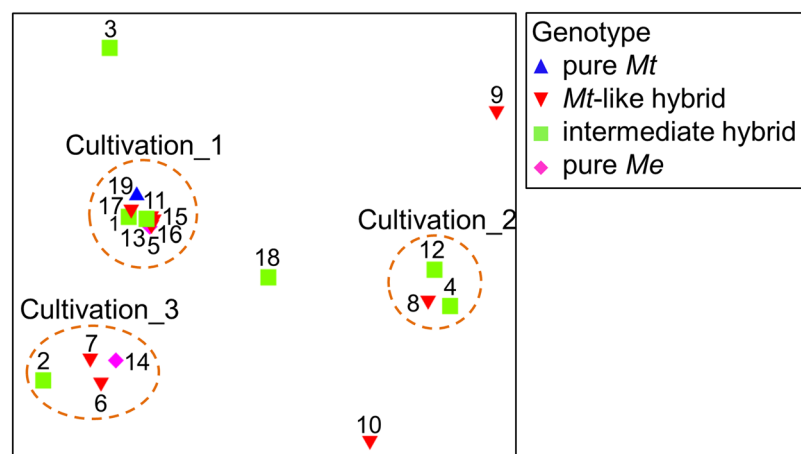 3
9
Cultivation_1
19
11
17
15
1
13
16
5
Cultivation_2
12
18
4
8
Cultivation_3
7
2
14
6
10
Genotype
pure Mt
Mt-like hybrid
intermediate hybrid
pure Me